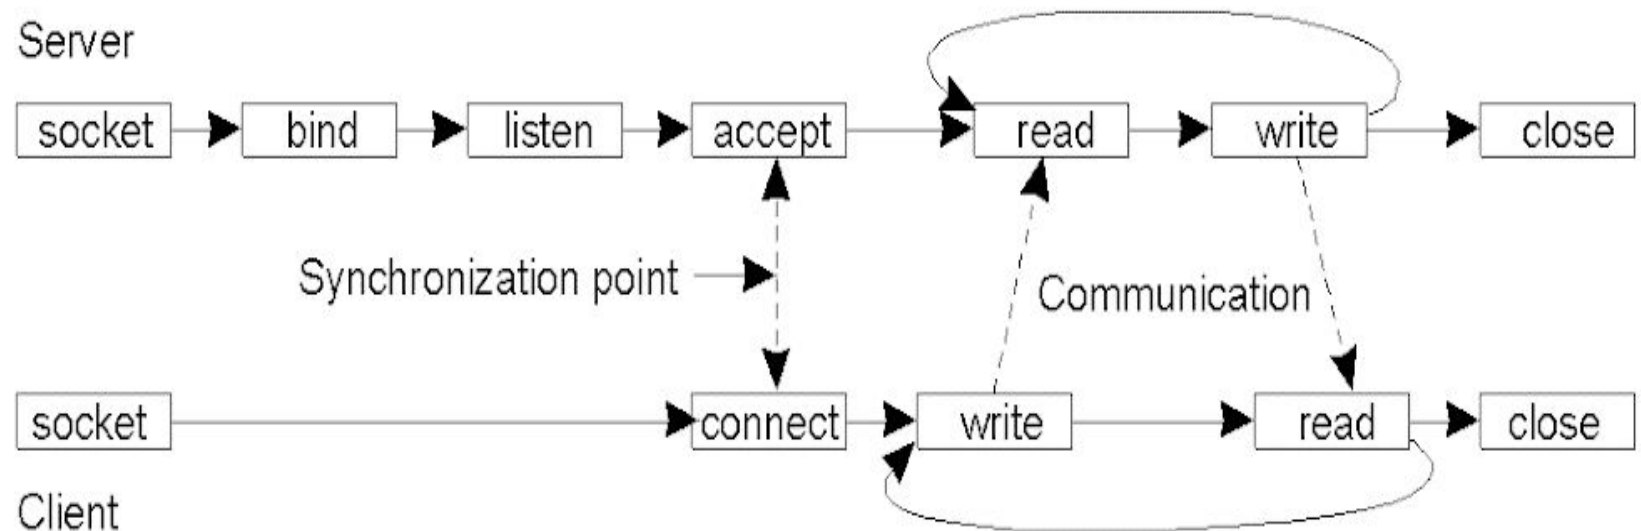 Server
socket bind listen accept read write close
Synchronization point
Communication
socket connect write read close
Client